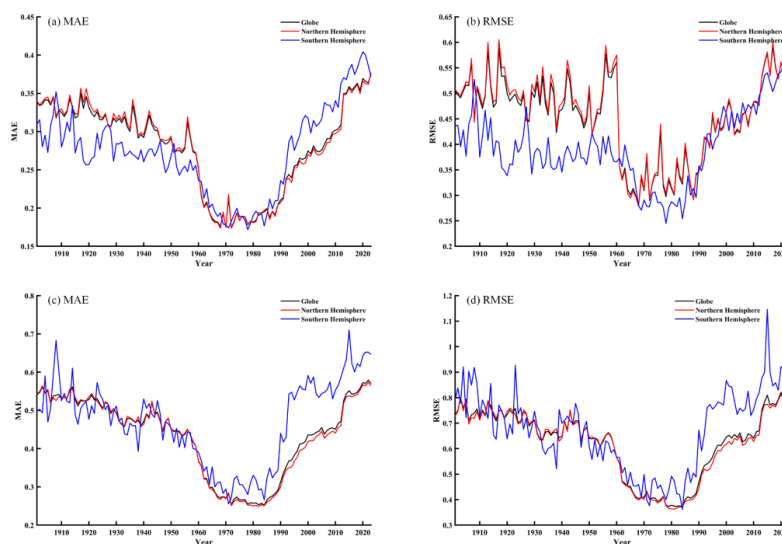 (a) MAE
Globe
Northern Hemisphere
Southern Hemisphere
MAE
0.45
0.4
0.35
0.3
0.25
0.2
0.15
1910 1920 1930 1940 1950 1960 1970 1980 1990 2000 2010 2020
Year
(b) RMSE
Globe
Northern Hemisphere
Southern Hemisphere
RMSE
0.65
0.6
0.55
0.5
0.45
0.4
0.35
0.3
0.25
0.2
1910 1920 1930 1940 1950 1960 1970 1980 1990 2000 2010
Year
(c) MAE
Globe
Northern Hemisphere
Southern Hemisphere
MAE
0.8
0.7
0.6
0.5
0.4
0.3
0.2
1910 1920 1930 1940 1950 1960 1970 1980 1990 2000 2010 2020
Year
(d) RMSE
Globe
Northern Hemisphere
Southern Hemisphere
RMSE
1.2
1.1
1
0.9
0.8
0.7
0.6
0.5
0.4
0.3
1910 1920 1930 1940 1950 1960 1970 1980 1990 2000 2010
Year